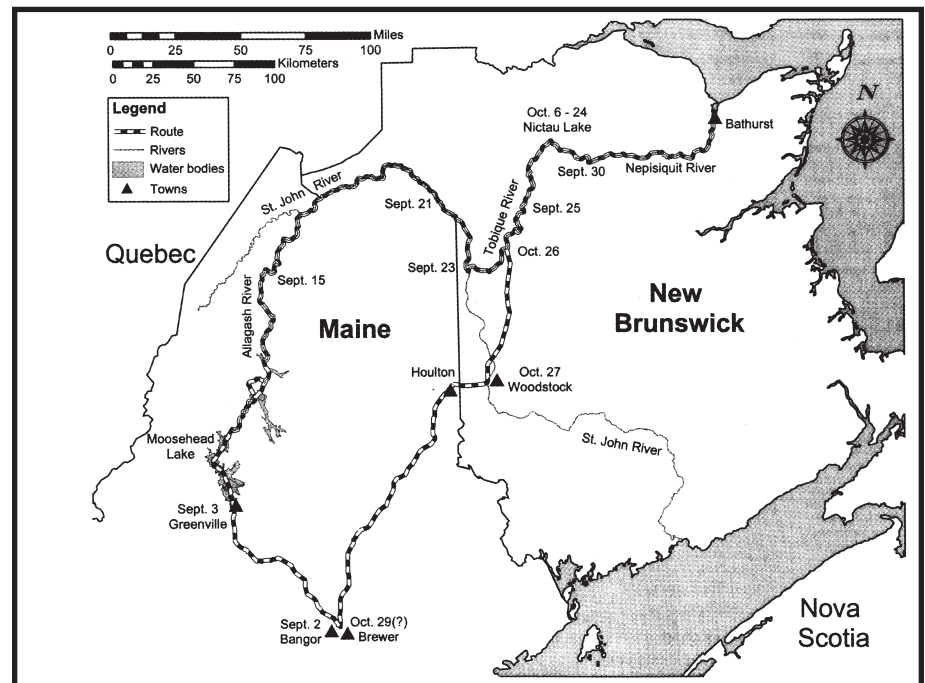 Miles
0 25 50 75 100
Kilometers
0 25 50 75 100
Legend
Route
Rivers
Water bodies
Towns
N
Oct. 6 - 24
Nictau Lake
Bathurst
Sept. 30
Nepisiquit River
St. John River
Sept. 21
Tobique River
Sept. 25
Quebec
Sept. 23
Oct. 26
Sept. 15
Allagash River
Maine
New
Brunswick
Houlton
Oct. 27
Woodstock
Moosehead
Lake
St. John River
Sept. 3
Greenville
Sept. 2
Bangor
Oct. 29(?)
Brewer
Nova
Scotia